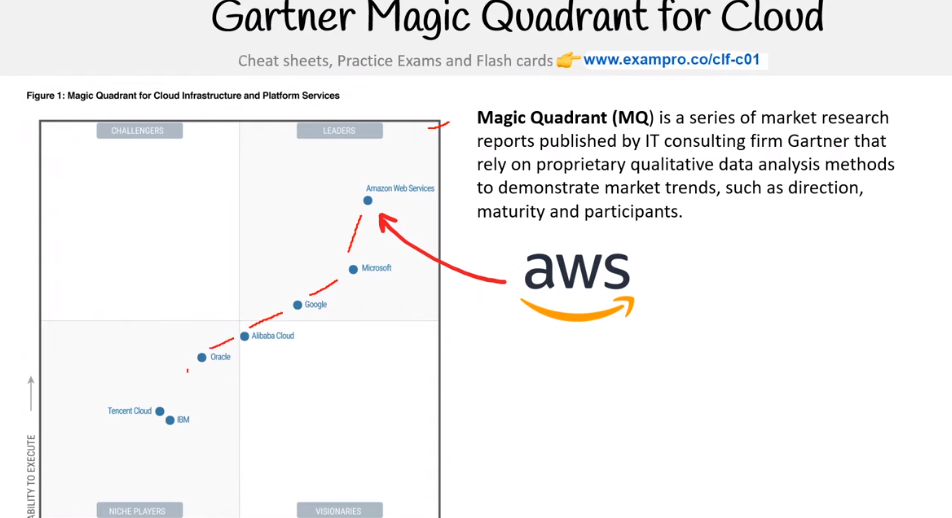 Gartner Magic Quadrant for Cloud
Cheat sheets, Practice Exams and Flash cards 👉 www.exampro.co/clf-c01
Figure 1: Magic Quadrant for Cloud Infrastructure and Platform Services
CHALLENGERS
LEADERS
Amazon Web Services
Microsoft
Google
Alibaba Cloud
Oracle
Tencent Cloud
IBM
ABILITY TO EXECUTE
NICHE PLAYERS
VISIONARIES
Magic Quadrant (MQ) is a series of market research
reports published by IT consulting firm Gartner that
rely on proprietary qualitative data analysis methods
to demonstrate market trends, such as direction,
maturity and participants.
aws